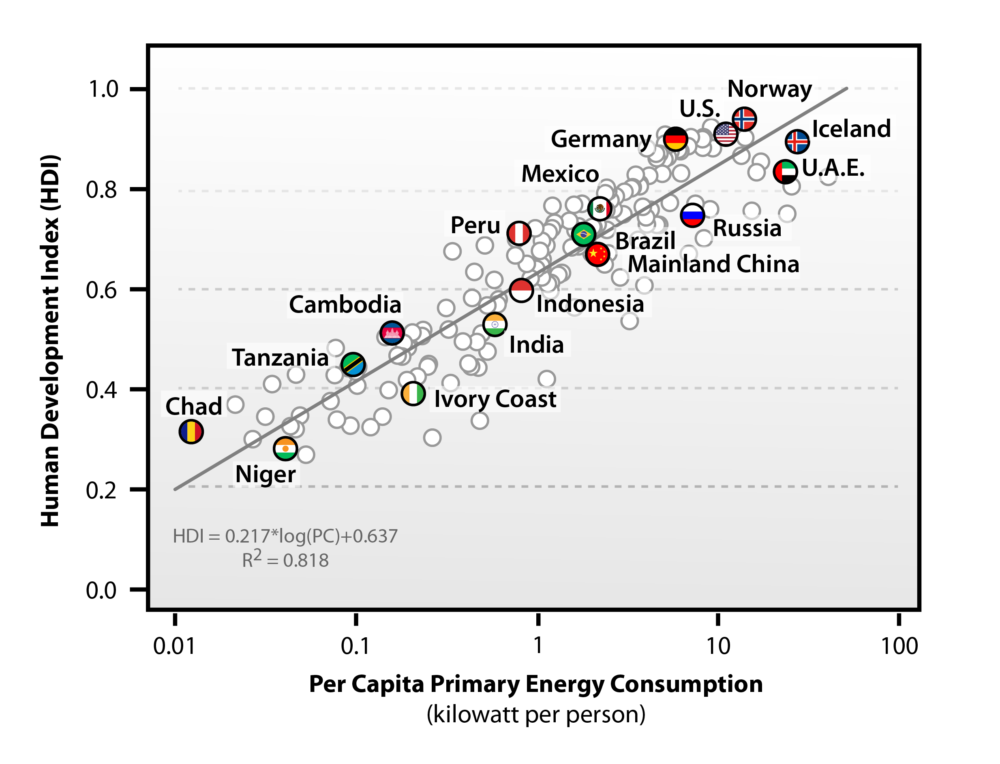 Human Development Index (HDI)
1.0
0.8
0.6
0.4
0.2
0.0
Norway
U.S.
Iceland
Germany
U.A.E.
Mexico
Peru
Russia
Brazil
Mainland China
Indonesia
Cambodia
India
Tanzania
Ivory Coast
Chad
Niger
HDI = 0.217*log(PC)+0.637
R² = 0.818
0.01 0.1 1 10 100
Per Capita Primary Energy Consumption
(kilowatt per person)